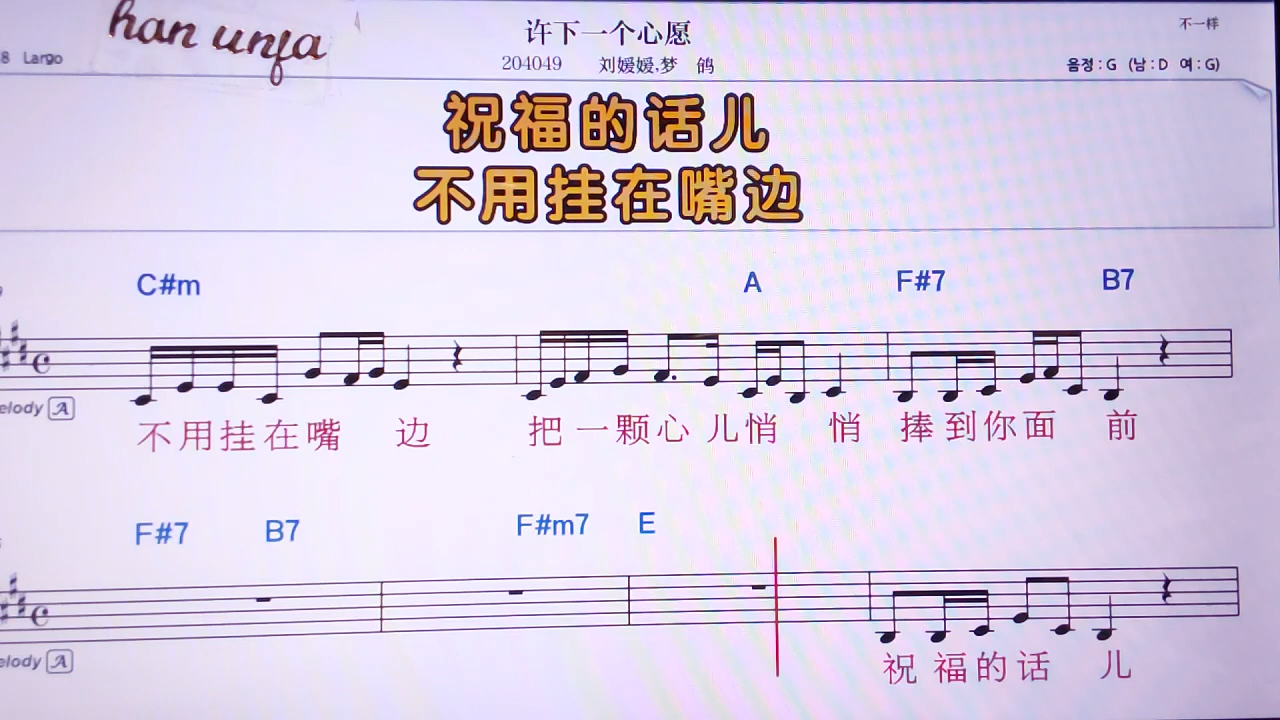 han unja
许下一个心愿
不一样
8 Largo
204049 刘媛媛,梦 鸽
음정 : G (남 : D 여 : G)
祝福的话儿
不用挂在嘴边
C#m A F#7 B7
elody A
不用挂在嘴 边 把一颗心儿悄 悄 捧到你面 前
F#7 B7 F#m7 E
elody A
祝福的话 儿